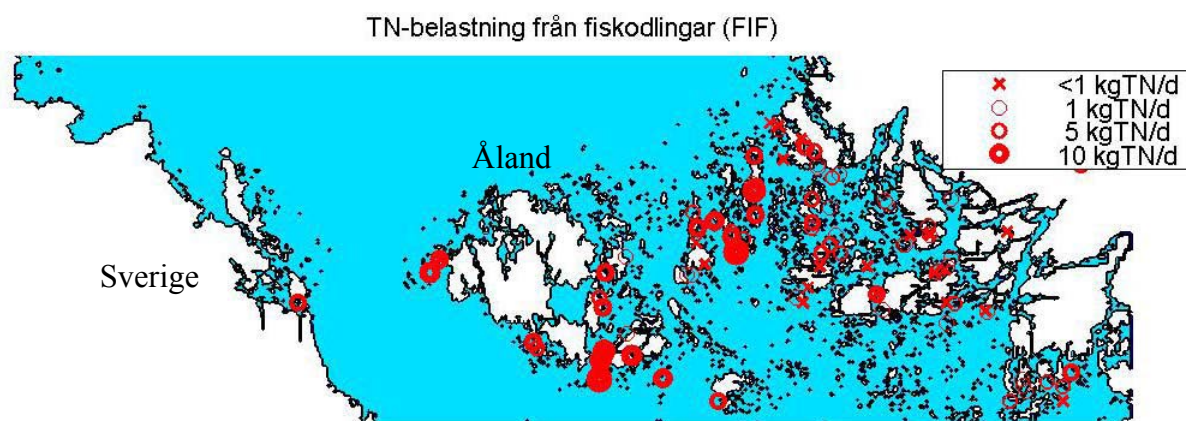 TN-belastning från fiskodlingar (FIF)
<1 kgTN/d
1 kgTN/d
5 kgTN/d
10 kgTN/d
Åland
Sverige